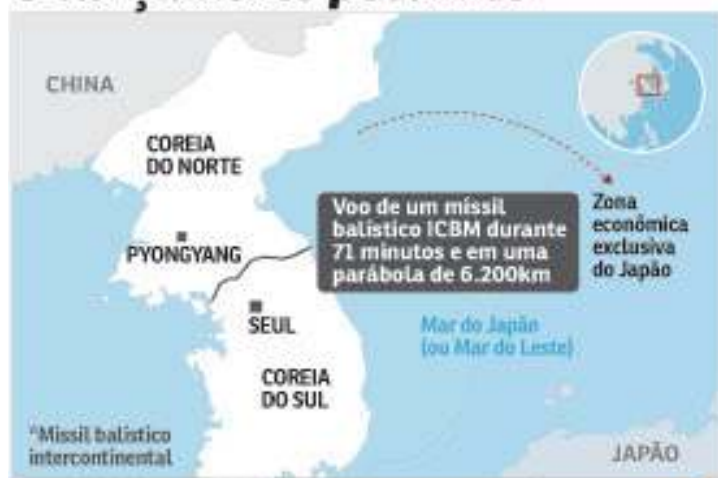 CHINA
COREIA
DO NORTE
PYONGYANG
SEUL
COREIA
DO SUL
Voo de um míssil
balístico ICBM durante
71 minutos e em uma
parábola de 6.200km
Zona
econômica
exclusiva
do Japão
Mar do Japão
(ou Mar do Leste)
*Míssil balístico
intercontinental
JAPÃO